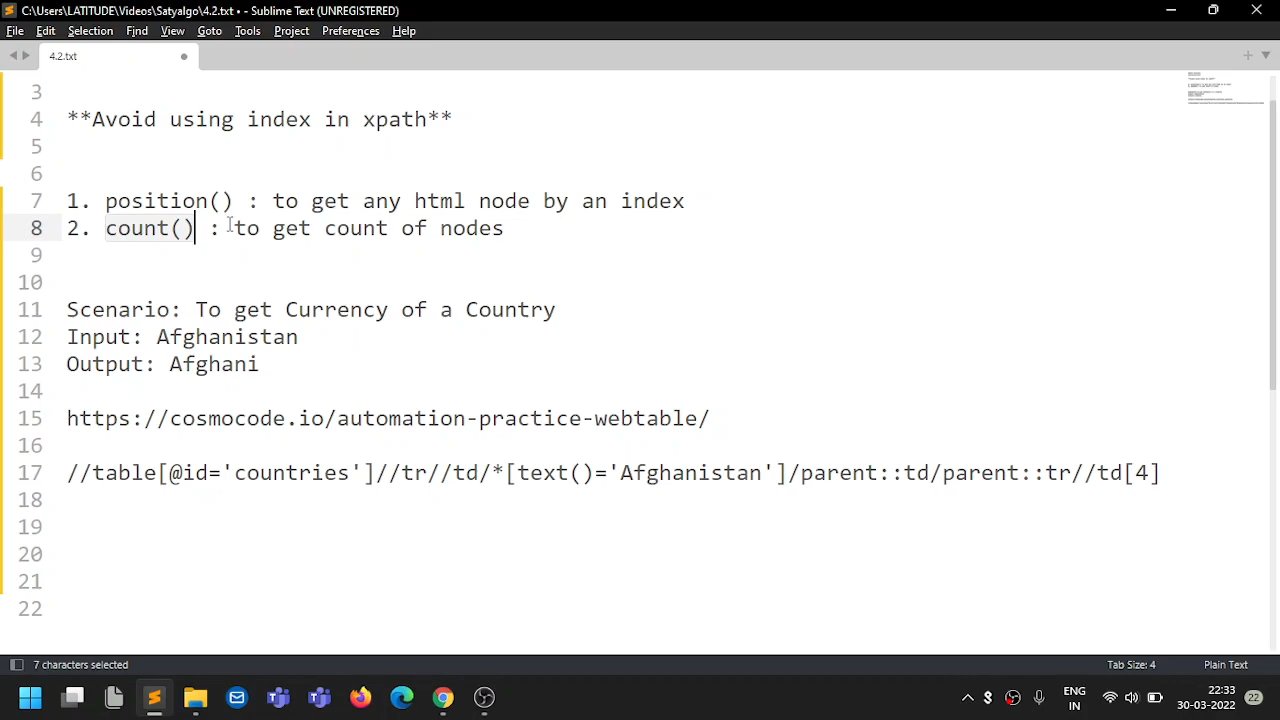 C:\Users\LATITUDE\Videos\Satyalgo\4.2.txt • - Sublime Text (UNREGISTERED)
File Edit Selection Find View Goto Tools Project Preferences Help
4.2.txt
3
4 **Avoid using index in xpath**
5
6
7 1. position() : to get any html node by an index
8 2. count() : to get count of nodes
9
10
11 Scenario: To get Currency of a Country
12 Input: Afghanistan
13 Output: Afghani
14
15 https://cosmocode.io/automation-practice-webtable/
16
17 //table[@id='countries']//tr//td/*[text()='Afghanistan']/parent::td/parent::tr//td[4]
18
19
20
21
22
7 characters selected Tab Size: 4 Plain Text
ENG 22:33
IN 30-03-2022 22